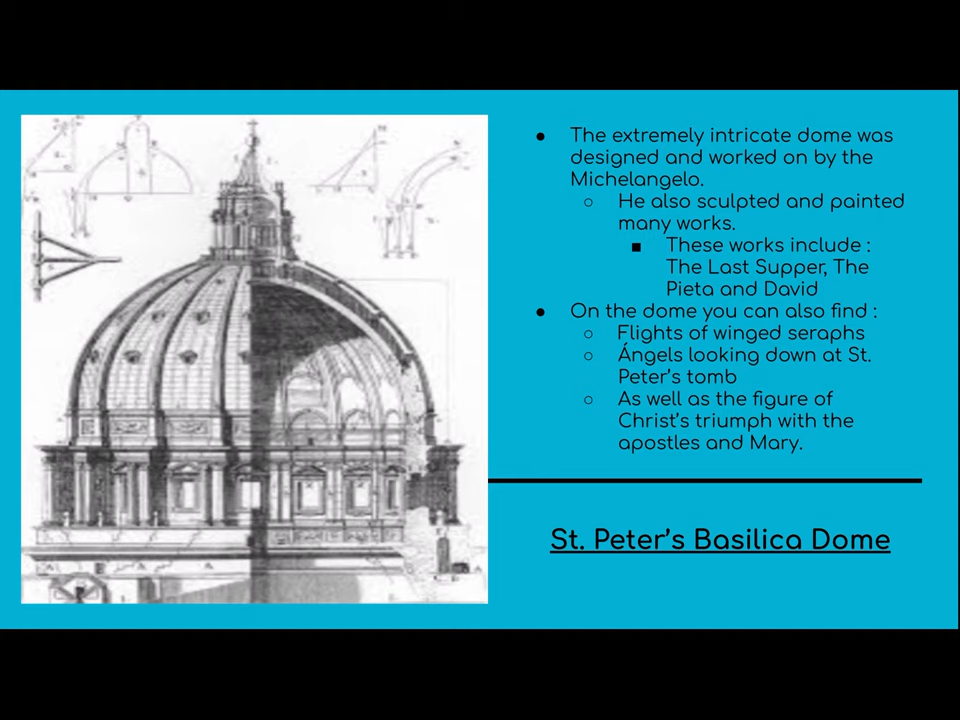 ● The extremely intricate dome was
designed and worked on by the
Michelangelo.
○ He also sculpted and painted
many works.
■ These works include :
The Last Supper, The
Pieta and David
● On the dome you can also find :
○ Flights of winged seraphs
○ Ángels looking down at St.
Peter's tomb
○ As well as the figure of
Christ's triumph with the
apostles and Mary.
St. Peter's Basilica Dome